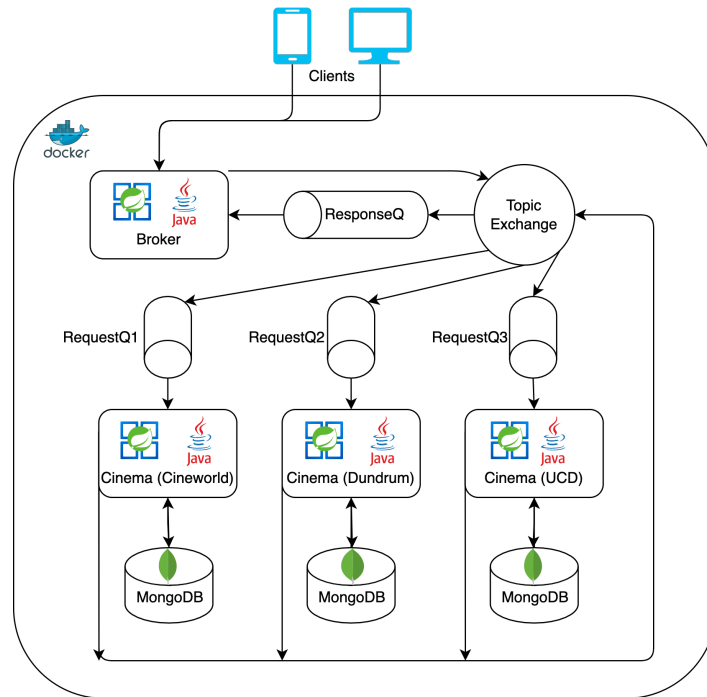 Clients
docker
Java
Broker
ResponseQ
Topic
Exchange
RequestQ1
RequestQ2
RequestQ3
Java
Cinema (Cineworld)
Java
Cinema (Dundrum)
Java
Cinema (UCD)
MongoDB
MongoDB
MongoDB